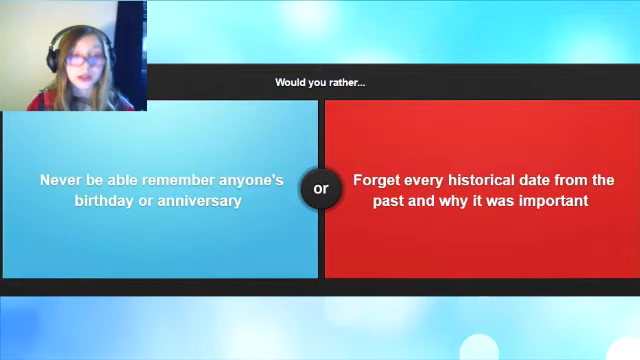 Would you rather...
Never be able remember anyone's
birthday or anniversary
or
Forget every historical date from the
past and why it was important